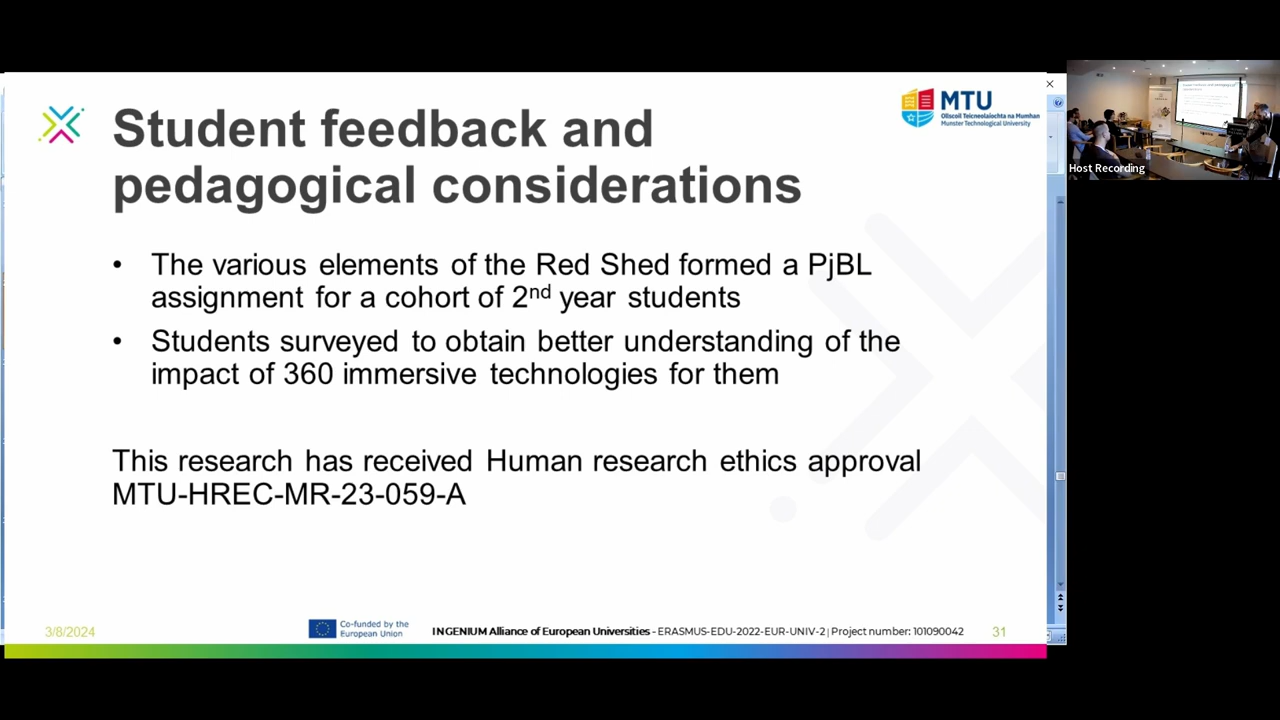 Student feedback and
pedagogical considerations
MTU
Ollscoil Teicneolaíochta na Mumhan
Munster Technological University
Host Recording
• The various elements of the Red Shed formed a PjBL
assignment for a cohort of 2nd year students
• Students surveyed to obtain better understanding of the
impact of 360 immersive technologies for them
This research has received Human research ethics approval
MTU-HREC-MR-23-059-A
3/8/2024
Co-funded by the
European Union
INGENIUM Alliance of European Universities - ERASMUS-EDU-2022-EUR-UNIV-2 | Project number: 101090042
31